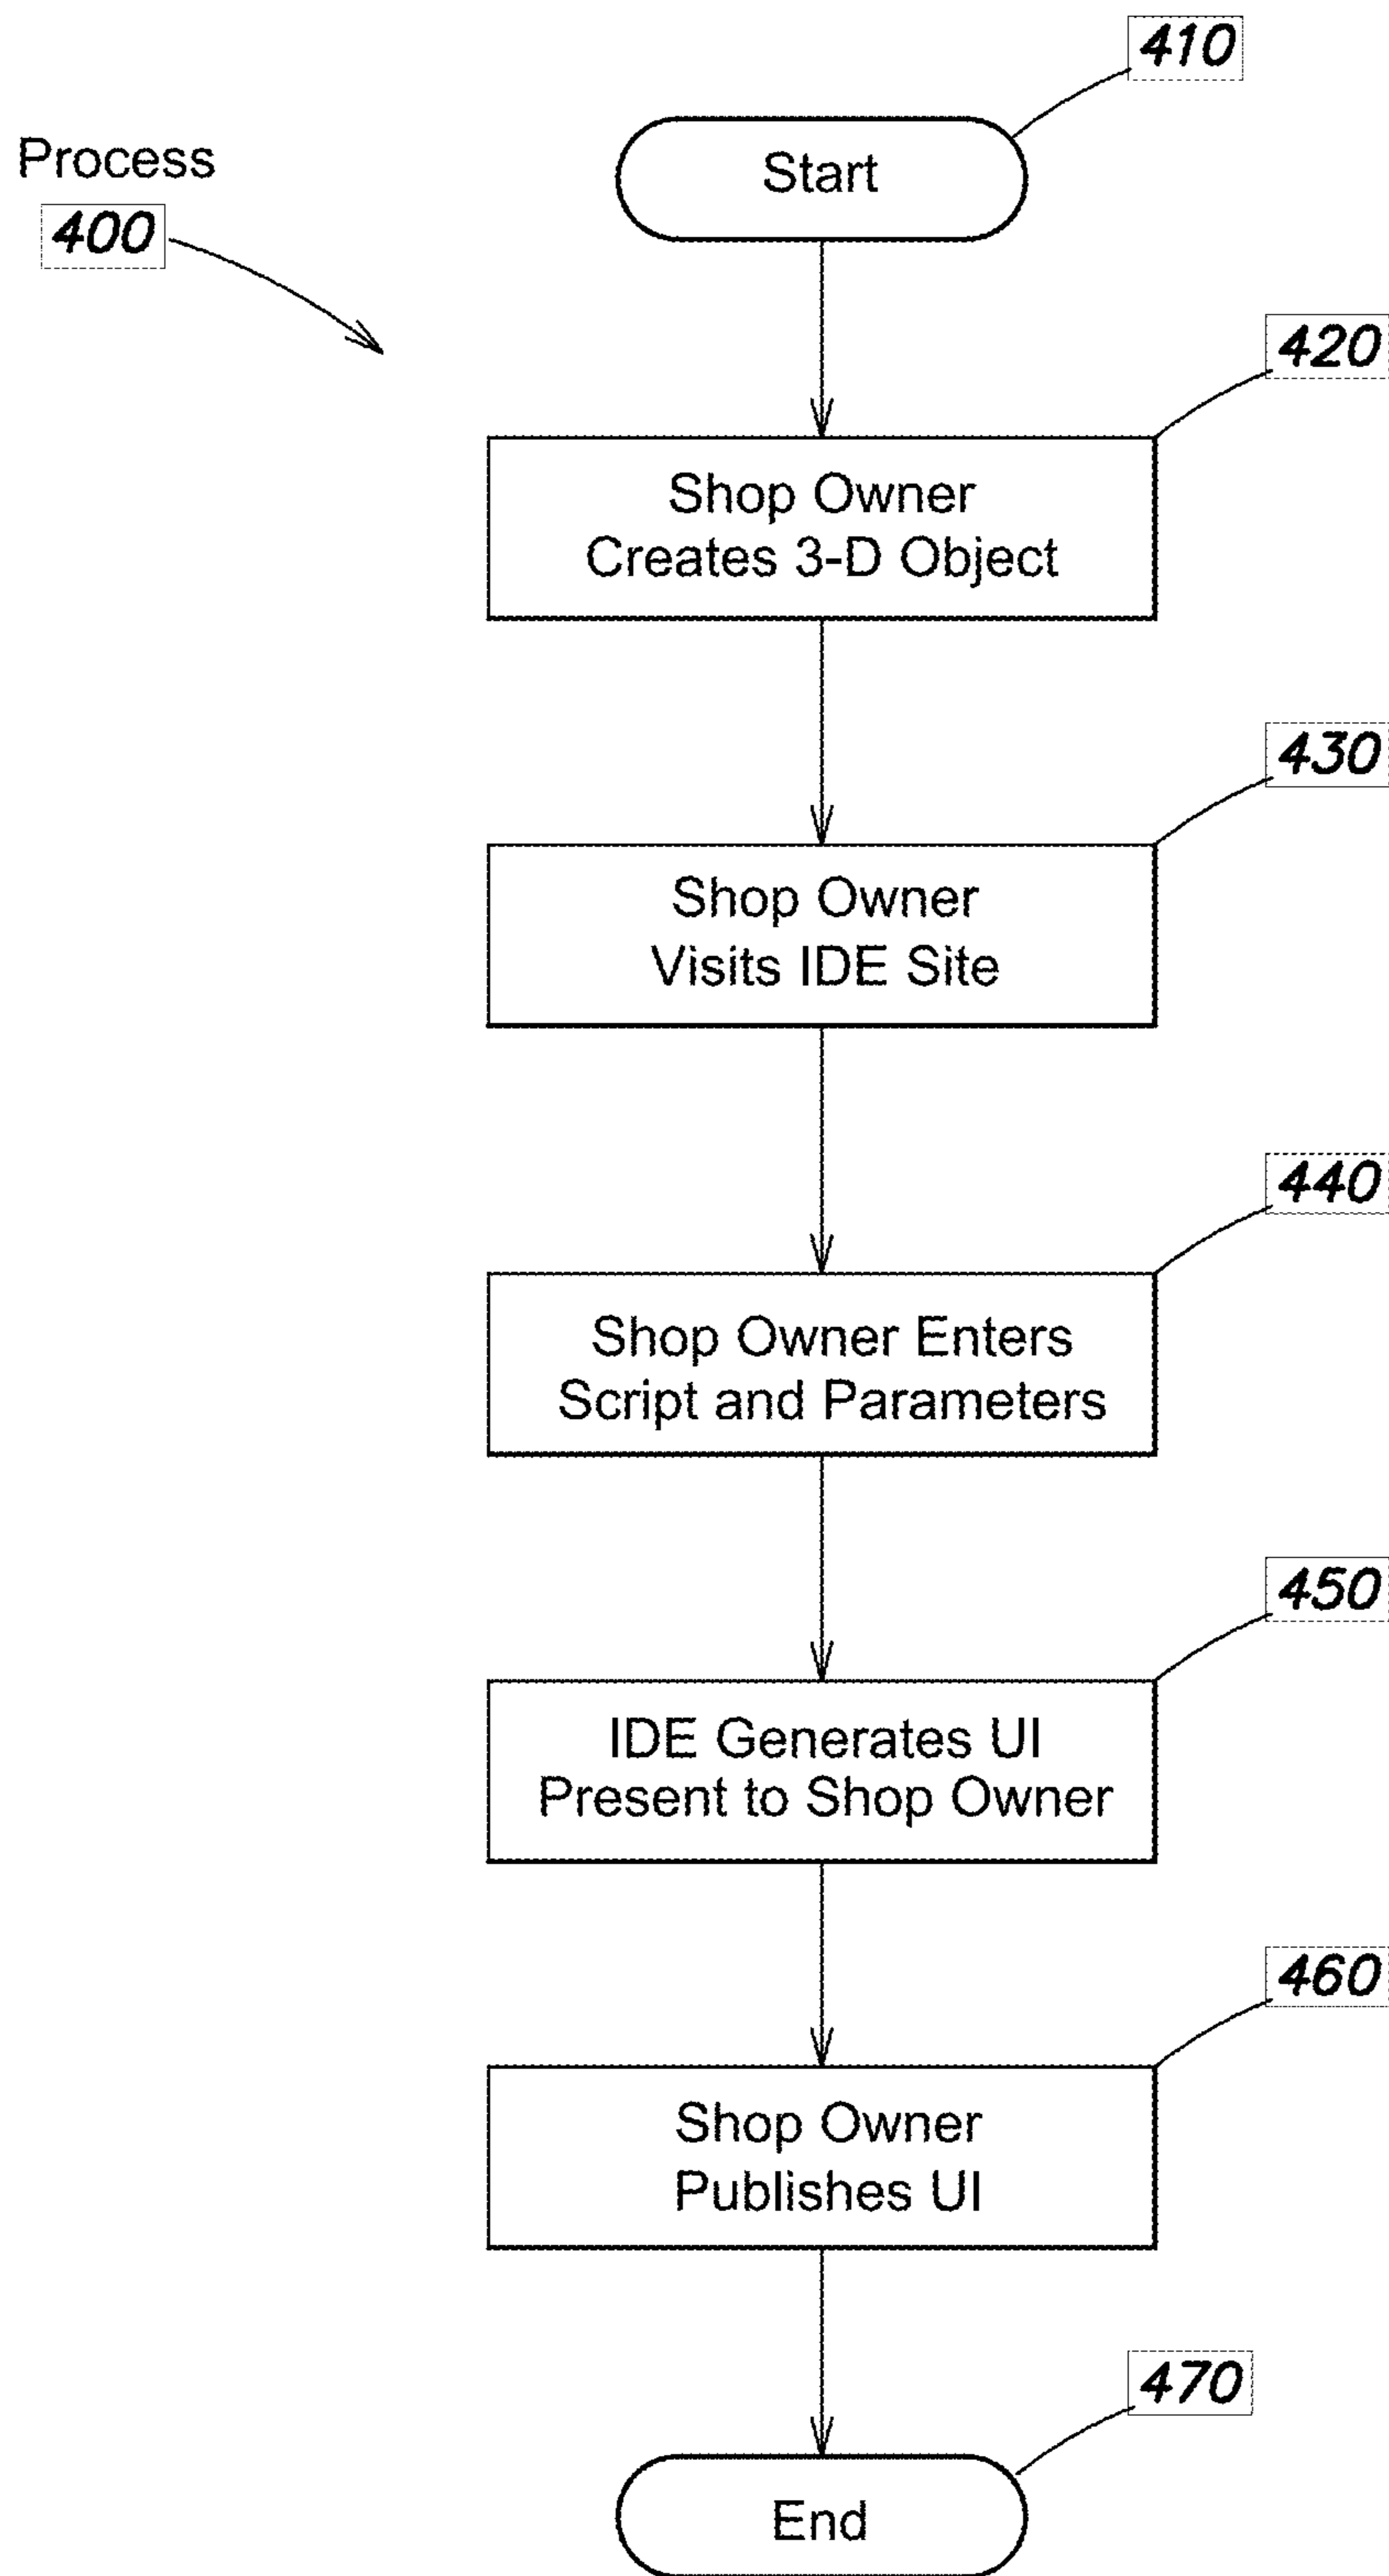 410
Start
Process
400
420
Shop Owner
Creates 3-D Object
430
Shop Owner
Visits IDE Site
440
Shop Owner Enters
Script and Parameters
450
IDE Generates UI
Present to Shop Owner
460
Shop Owner
Publishes UI
470
End